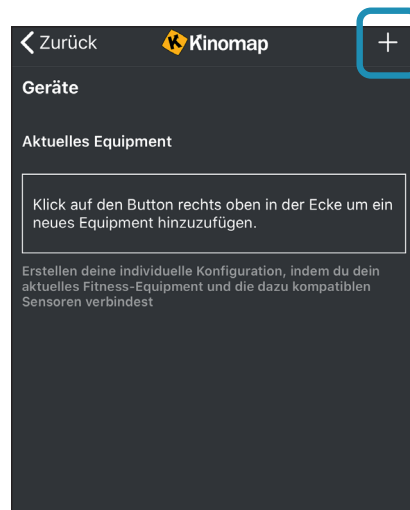 Zurück
Kinomap
Geräte
Aktuelles Equipment
Klick auf den Button rechts oben in der Ecke um ein
neues Equipment hinzuzufügen.
Erstellen deine individuelle Konfiguration, indem du dein
aktuelles Fitness-Equipment und die dazu kompatiblen
Sensoren verbindest